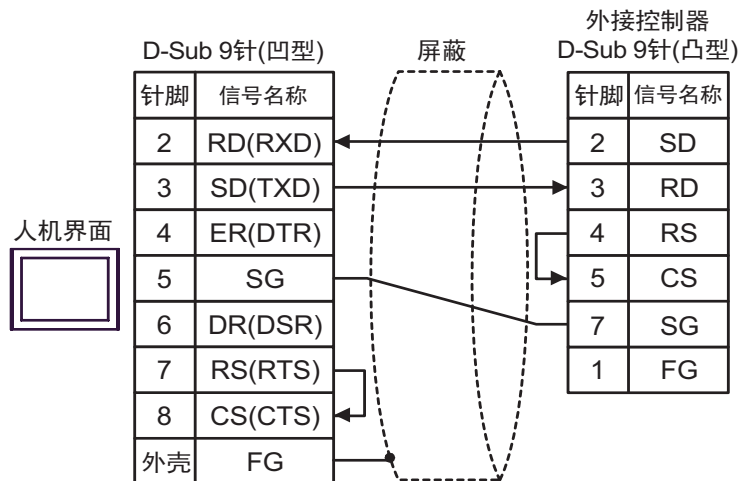 外接控制器
D-Sub 9针(凹型)
屏蔽
D-Sub 9针(凸型)
针脚 信号名称
针脚 信号名称
2 RD(RXD)
2 SD
3 SD(TXD)
3 RD
人机界面
4 ER(DTR)
4 RS
5 SG
5 CS
6 DR(DSR)
7 SG
7 RS(RTS)
1 FG
8 CS(CTS)
外壳 FG